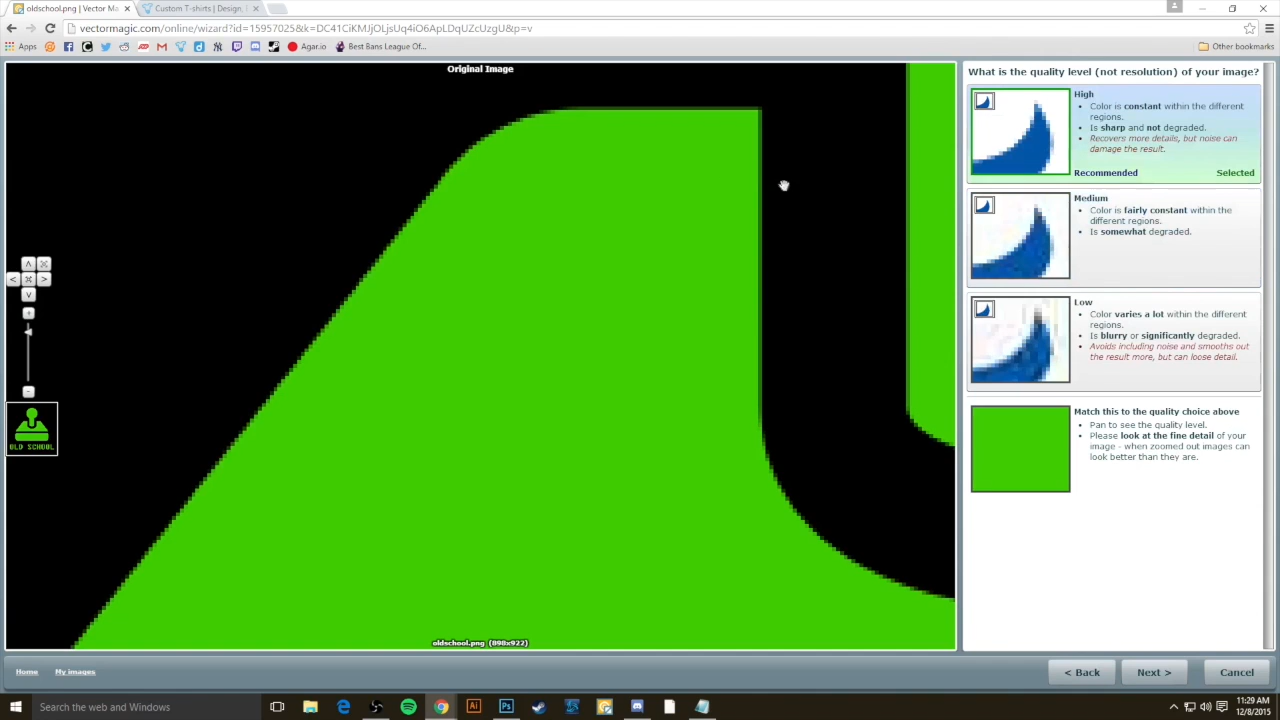 oldschool.png | Vector Ma
Custom T-shirts | Design,
vectormagic.com/online/wizard?id=15957025&k=DC41CiKMJjOLjsUq4iO6ApLDqUZcUzgU&p=v
Apps
Agar.io
Best Bans League Of...
Other bookmarks
Original Image
What is the quality level (not resolution) of your image?
High
Color is constant within the different
regions.
Is sharp and not degraded.
Recovers more details, but noise can
damage the result.
Recommended
Selected
Medium
Color is fairly constant within the
different regions.
Is somewhat degraded.
Low
Color varies a lot within the different
regions.
Is blurry or significantly degraded.
Avoids including noise and smooths out
the result more, but can loose detail.
Match this to the quality choice above
Pan to see the quality level.
Please look at the fine detail of your
image - when zoomed out images can
look better than they are.
OLD SCHOOL
oldschool.png (898x922)
Home
My images
< Back
Next >
Cancel
Search the web and Windows
Ai
Ps
11:29 AM
12/8/2015